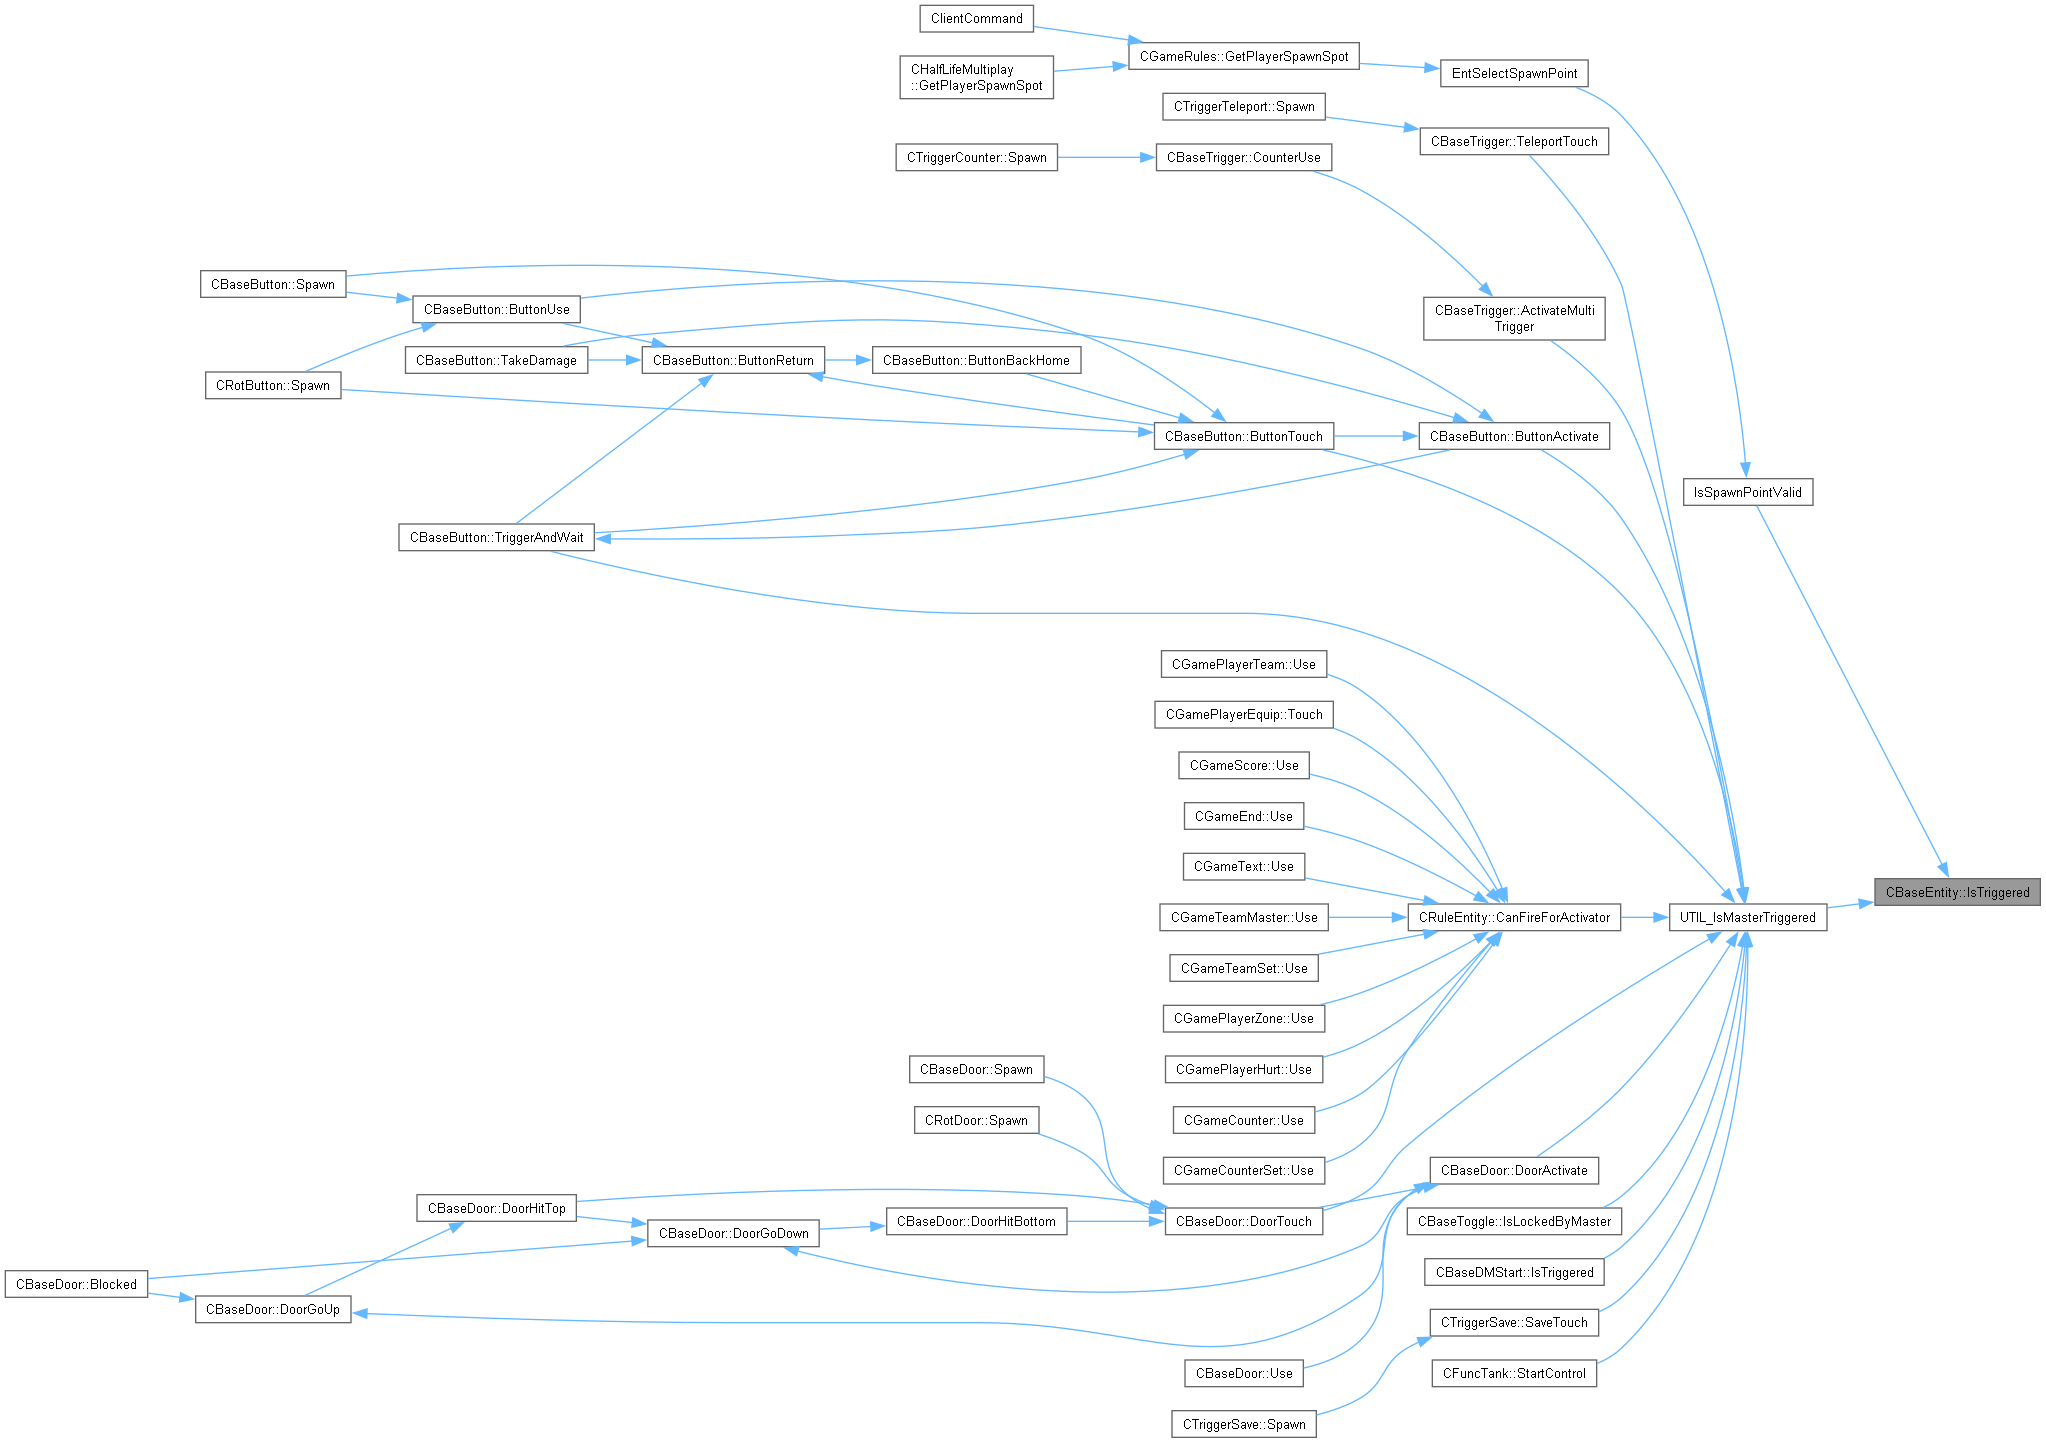 ClientCommand
CGameRules::GetPlayerSpawnSpot
CHalfLifeMultiplay
::GetPlayerSpawnSpot
EntSelectSpawnPoint
CTriggerTeleport::Spawn
CBaseTrigger::TeleportTouch
CTriggerCounter::Spawn
CBaseTrigger::CounterUse
CBaseButton::Spawn
CBaseButton::ButtonUse
CBaseTrigger::ActivateMulti
Trigger
CBaseButton::TakeDamage
CBaseButton::ButtonReturn
CBaseButton::ButtonBackHome
CRotButton::Spawn
CBaseButton::ButtonTouch
CBaseButton::ButtonActivate
IsSpawnPointValid
CBaseButton::TriggerAndWait
CGamePlayerTeam::Use
CGamePlayerEquip::Touch
CGameScore::Use
CGameEnd::Use
CGameText::Use
CBaseEntity::IsTriggered
CGameTeamMaster::Use
CRuleEntity::CanFireForActivator
UTIL_IsMasterTriggered
CGameTeamSet::Use
CGamePlayerZone::Use
CBaseDoor::Spawn
CGamePlayerHurt::Use
CRotDoor::Spawn
CGameCounter::Use
CGameCounterSet::Use
CBaseDoor::DoorActivate
CBaseDoor::DoorHitTop
CBaseDoor::DoorGoDown
CBaseDoor::DoorHitBottom
CBaseDoor::DoorTouch
CBaseToggle::IsLockedByMaster
CBaseDMStart::IsTriggered
CBaseDoor::Blocked
CBaseDoor::DoorGoUp
CTriggerSave::SaveTouch
CBaseDoor::Use
CFuncTank::StartControl
CTriggerSave::Spawn